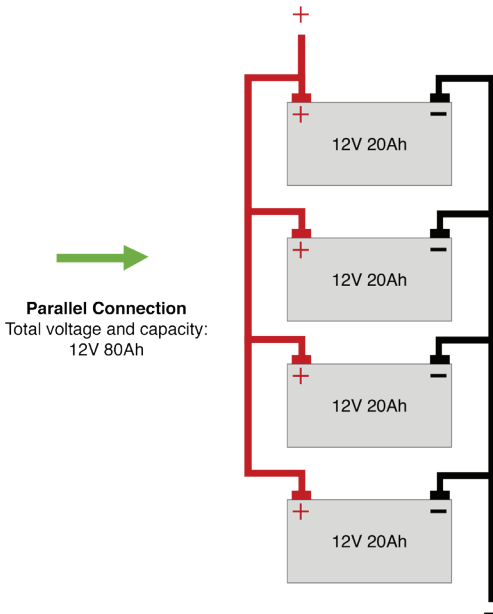 +
+ −
12V 20Ah
+ −
12V 20Ah
Parallel Connection
Total voltage and capacity:
12V 80Ah
+ −
12V 20Ah
+ −
12V 20Ah
−